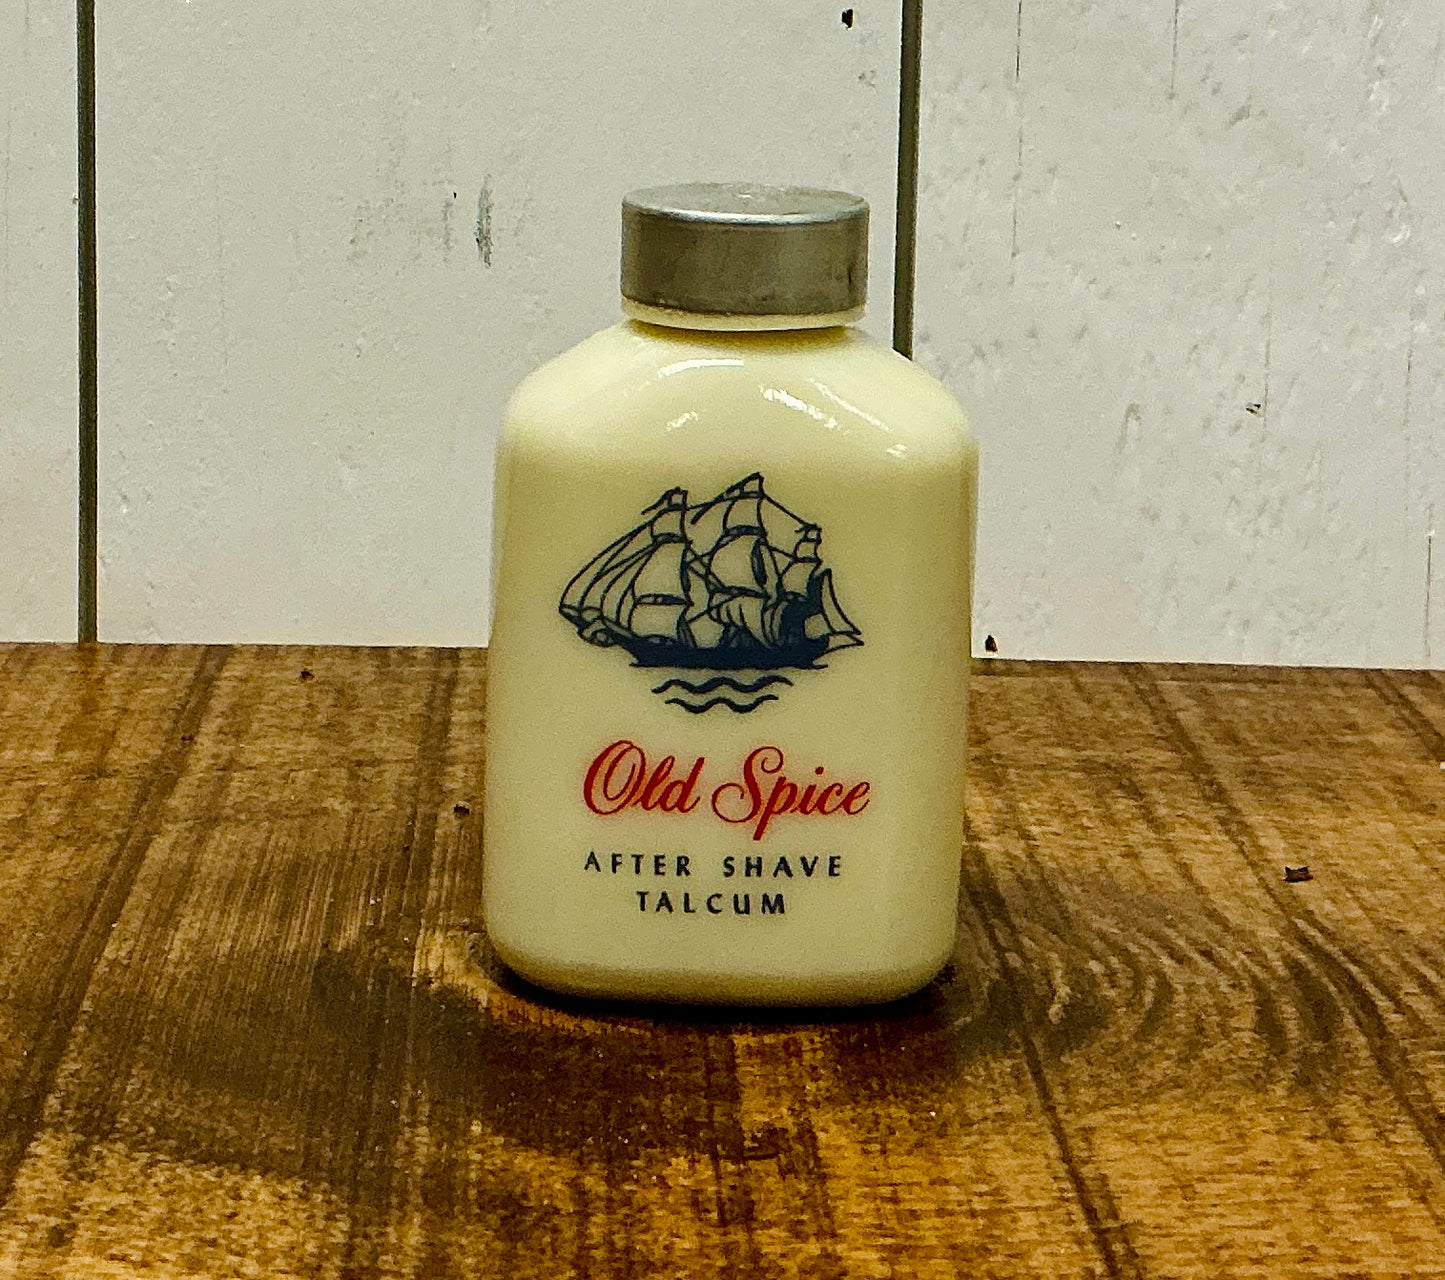 Old Spice
AFTER SHAVE
TALCUM